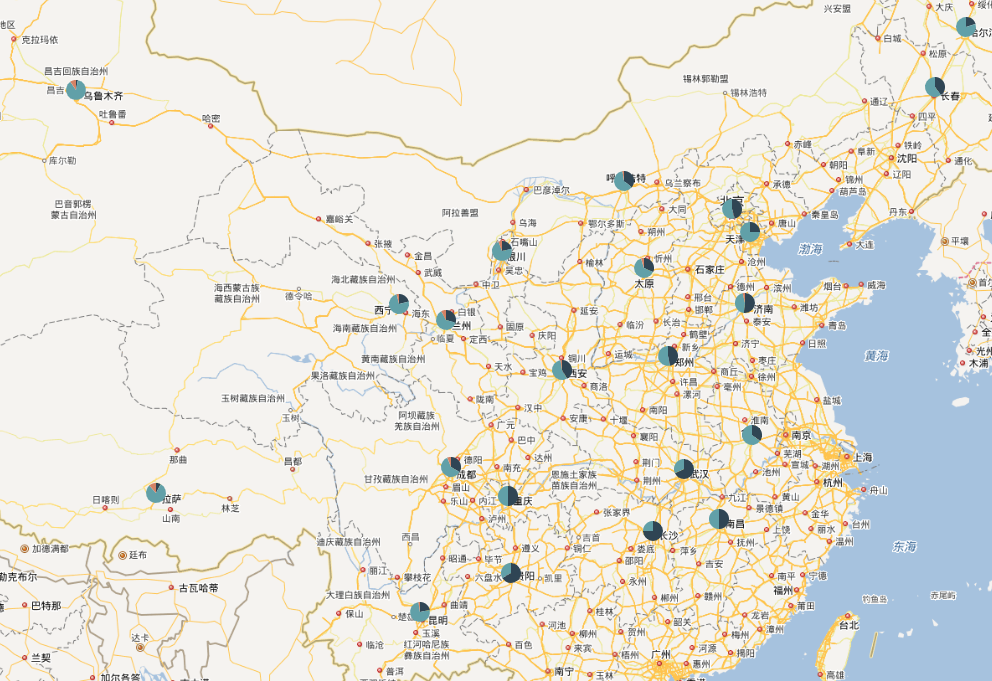 兴安盟
大庆
地区
克拉玛依
白城
松原
昌吉回族自治州
昌吉
乌鲁木齐
锡林郭勒盟
锡林浩特
长春
通辽
吐鲁番
哈密
四平
赤峰
阜新
铁岭
沈阳
通化
库尔勒
朝阳
辽阳
锦州
葫芦岛
巴彦淖尔
乌兰察布
承德
巴音郭楞
蒙古自治州
阿拉善盟
大同
北京
秦皇岛
丹东
嘉峪关
乌海
鄂尔多斯
朔州
唐山
天津
渤海
大连
平壤
张掖
石嘴山
银川
金昌
武威
吴忠
榆林
忻州
太原
石家庄
沧州
海北藏族自治州
海西蒙古族
藏族自治州
德令哈
中卫
德州
滨州
烟台
威海
邢台
邯郸
济南
潍坊
西宁
海东
白银
兰州
延安
临汾
长治
泰安
青岛
海南藏族自治州
临夏
定西
固原
庆阳
鹤壁
新乡
济宁
日照
黄海
木浦
光州
黄南藏族自治州
果洛藏族自治州
天水
宝鸡
铜川
西安
运城
郑州
商丘
枣庄
徐州
许昌
亳州
漯河
商洛
玉树藏族自治州
玉树
陇南
汉中
安康
十堰
南阳
盐城
阿坝藏族
羌族自治州
广元
巴中
襄阳
淮南
南京
那曲
昌都
德阳
成都
南充
达州
荆门
芜湖
宣城
湖州
上海
甘孜藏族自治州
眉山
恩施土家族
苗族自治州
荆州
武汉
池州
杭州
日喀则
拉萨
山南
林芝
乐山
内江
重庆
九江
黄山
舟山
景德镇
泸州
张家界
长沙
南昌
金华
台州
上饶
丽水
温州
东海
迪庆藏族自治州
西昌
吉首
娄底
抚州
加德满都
廷布
昭通
毕节
遵义
铜仁
邵阳
萍乡
吉安
丽江
攀枝花
六盘水
贵阳
凯里
永州
南平
宁德
福州
古瓦哈蒂
大理白族自治州
巴特那
保山
昆明
曲靖
郴州
赣州
莆田
钓鱼岛
赤尾屿
达卡
临沧
玉溪
红河哈尼族
彝族自治州
桂林
河池
韶关
龙岩
漳州
台北
兰契
百色
柳州
来宾
贺州
梅州
普洱
梧州
广州
河源
揭阳
惠州
加尔各答
南宁
玉林
高雄